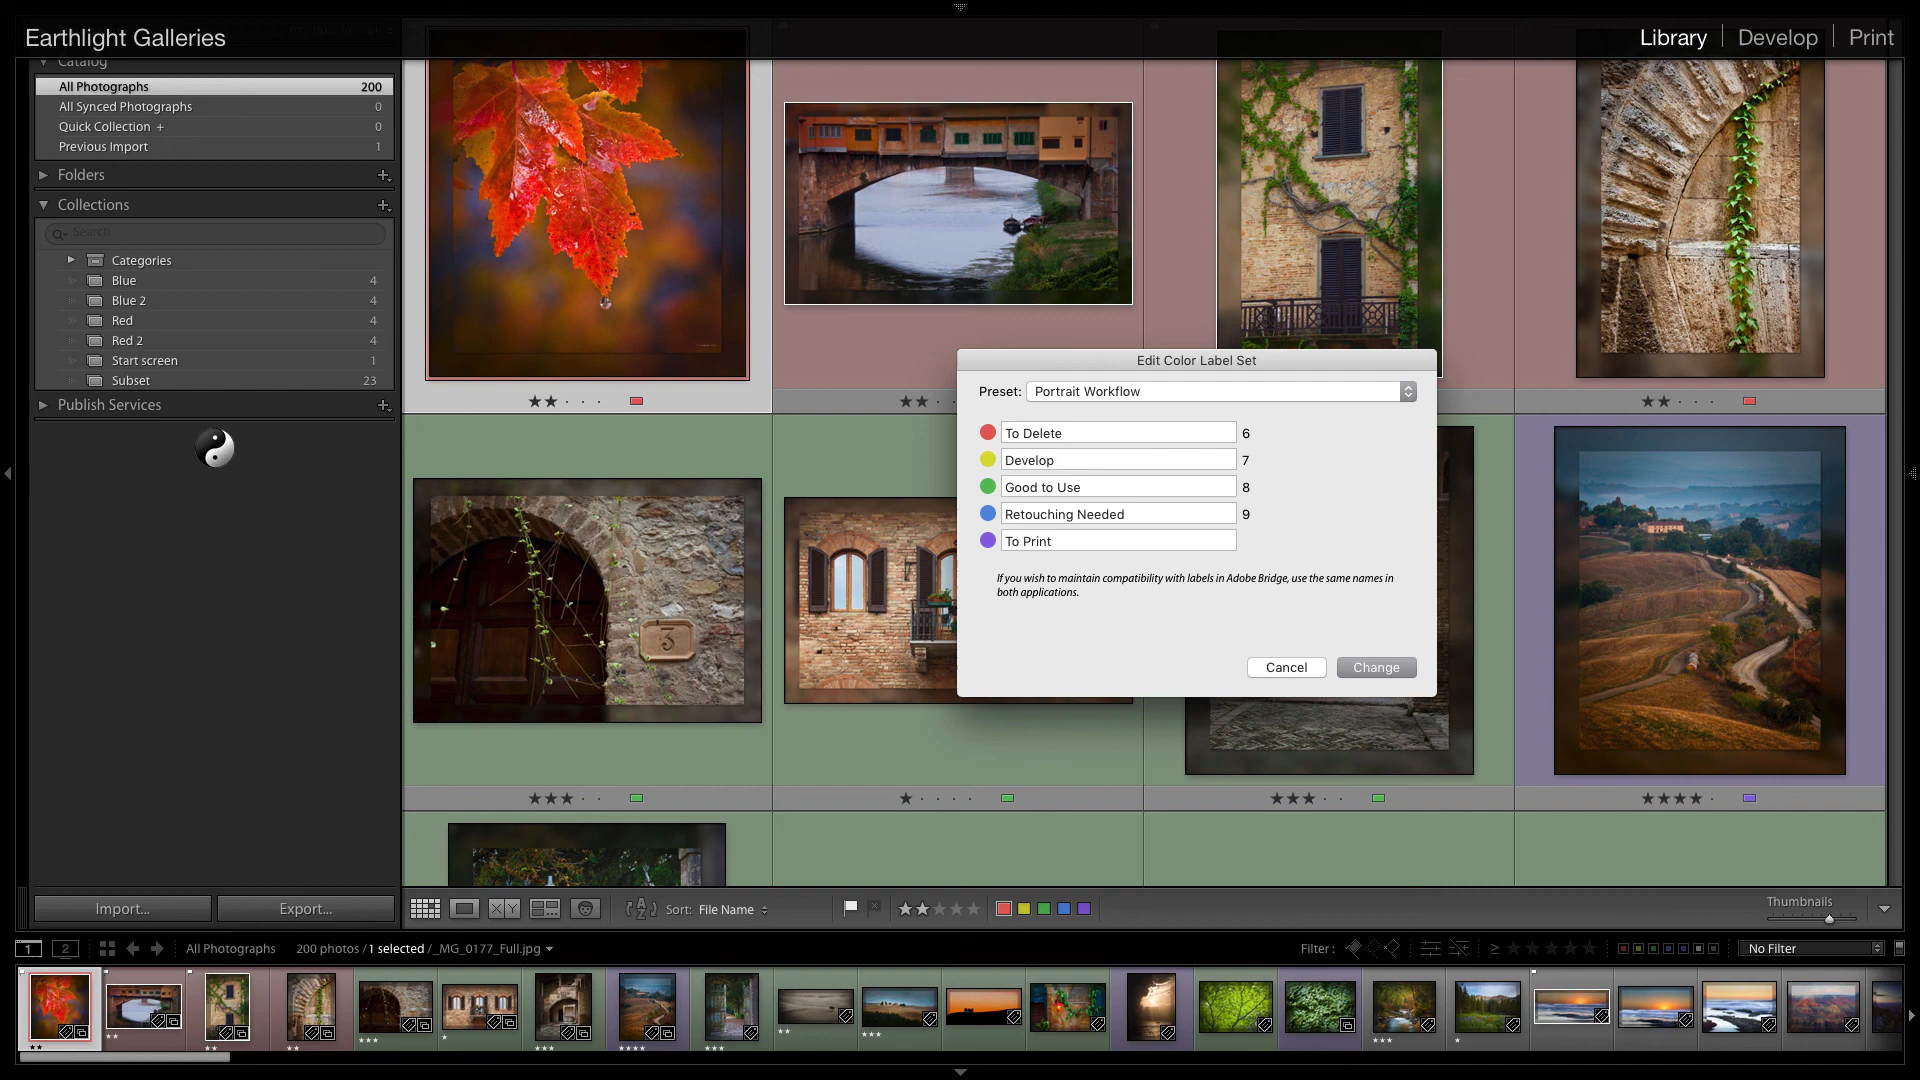 Earthlight Galleries
Library
Develop
Print
Catalog
All Photographs 200
All Synced Photographs 0
Quick Collection + 0
Previous Import 1
Folders
Collections
Search
Categories
Blue 4
Blue 2 4
Red 4
Red 2 4
Start screen 1
Subset 23
Publish Services
Edit Color Label Set
Preset: Portrait Workflow
To Delete 6
Develop 7
Good to Use 8
Retouching Needed 9
To Print
If you wish to maintain compatibility with labels in Adobe Bridge, use the same names in
both applications.
Cancel
Change
3
Import...
Export...
X Y
A Z
Sort: File Name
Thumbnails
1
2
All Photographs
200 photos / 1 selected / _MG_0177_Full.jpg
Filter :
≥
No Filter